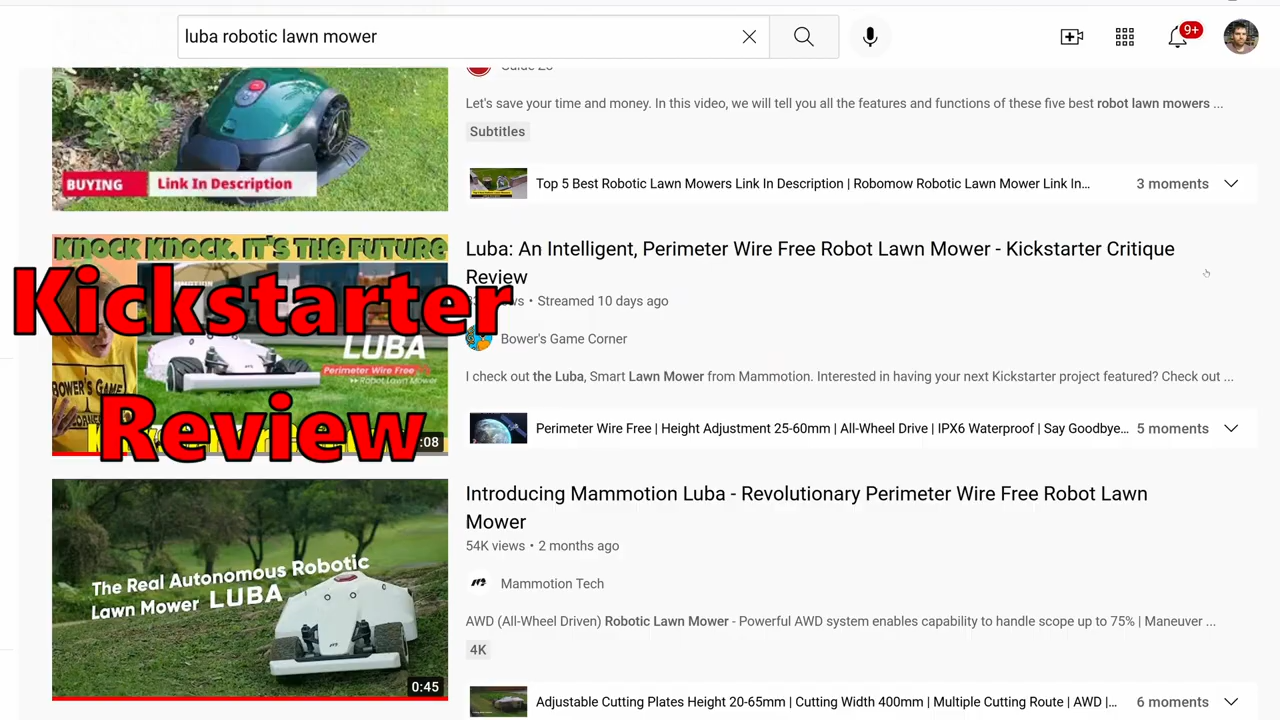 luba robotic lawn mower
9+
Let's save your time and money. In this video, we will tell you all the features and functions of these five best robot lawn mowers ...
Subtitles
BUYING Link In Description
Top 5 Best Robotic Lawn Mowers Link In Description | Robomow Robotic Lawn Mower Link In...
3 moments
KNOCK KNOCK. IT'S THE FUTURE
Luba: An Intelligent, Perimeter Wire Free Robot Lawn Mower - Kickstarter Critique
Review
Kickstarter
Review
• Streamed 10 days ago
LUBA
Perimeter Wire Free
Robot Lawn Mower
BOWER'S GAME
CORNER
:08
Bower's Game Corner
I check out the Luba, Smart Lawn Mower from Mammotion. Interested in having your next Kickstarter project featured? Check out ...
Perimeter Wire Free | Height Adjustment 25-60mm | All-Wheel Drive | IPX6 Waterproof | Say Goodbye...
5 moments
The Real Autonomous Robotic
Lawn Mower LUBA
0:45
Introducing Mammotion Luba - Revolutionary Perimeter Wire Free Robot Lawn
Mower
54K views • 2 months ago
Mammotion Tech
AWD (All-Wheel Driven) Robotic Lawn Mower - Powerful AWD system enables capability to handle scope up to 75% | Maneuver ...
4K
Adjustable Cutting Plates Height 20-65mm | Cutting Width 400mm | Multiple Cutting Route | AWD |...
6 moments